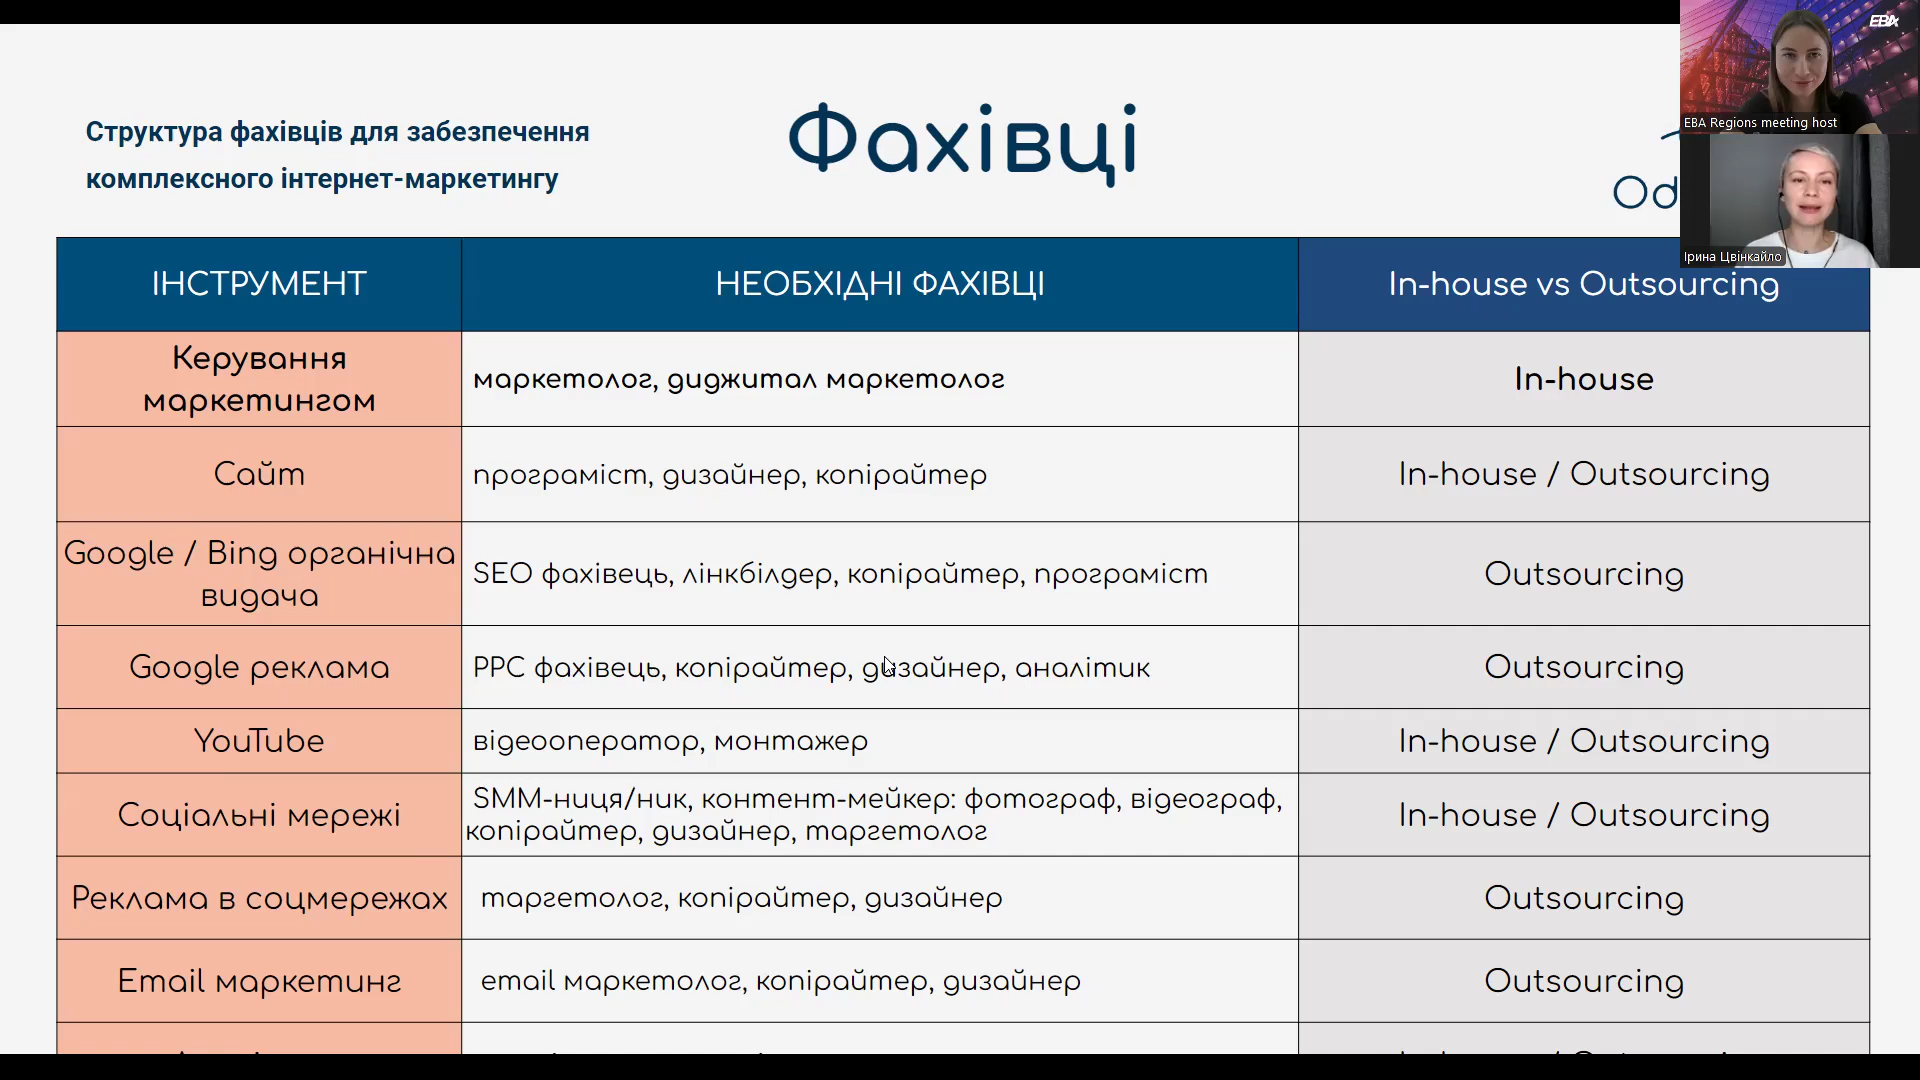 EBA
EBA Regions meeting host
Ірина Цвінкайло
Структура фахівців для забезпечення
комплексного інтернет-маркетингу
Фахівці
ІНСТРУМЕНТ
НЕОБХІДНІ ФАХІВЦІ
In-house vs Outsourcing
Керування
маркетингом
маркетолог, диджитал маркетолог
In-house
Сайт
програміст, дизайнер, копірайтер
In-house / Outsourcing
Google / Bing органічна
видача
SEO фахівець, лінкбілдер, копірайтер, програміст
Outsourcing
Google реклама
PPC фахівець, копірайтер, дизайнер, аналітик
Outsourcing
YouTube
відеооператор, монтажер
In-house / Outsourcing
Соціальні мережі
SMM-ниця/ник, контент-мейкер: фотограф, відеограф,
копірайтер, дизайнер, таргетолог
In-house / Outsourcing
Реклама в соцмережах
таргетолог, копірайтер, дизайнер
Outsourcing
Email маркетинг
email маркетолог, копірайтер, дизайнер
Outsourcing